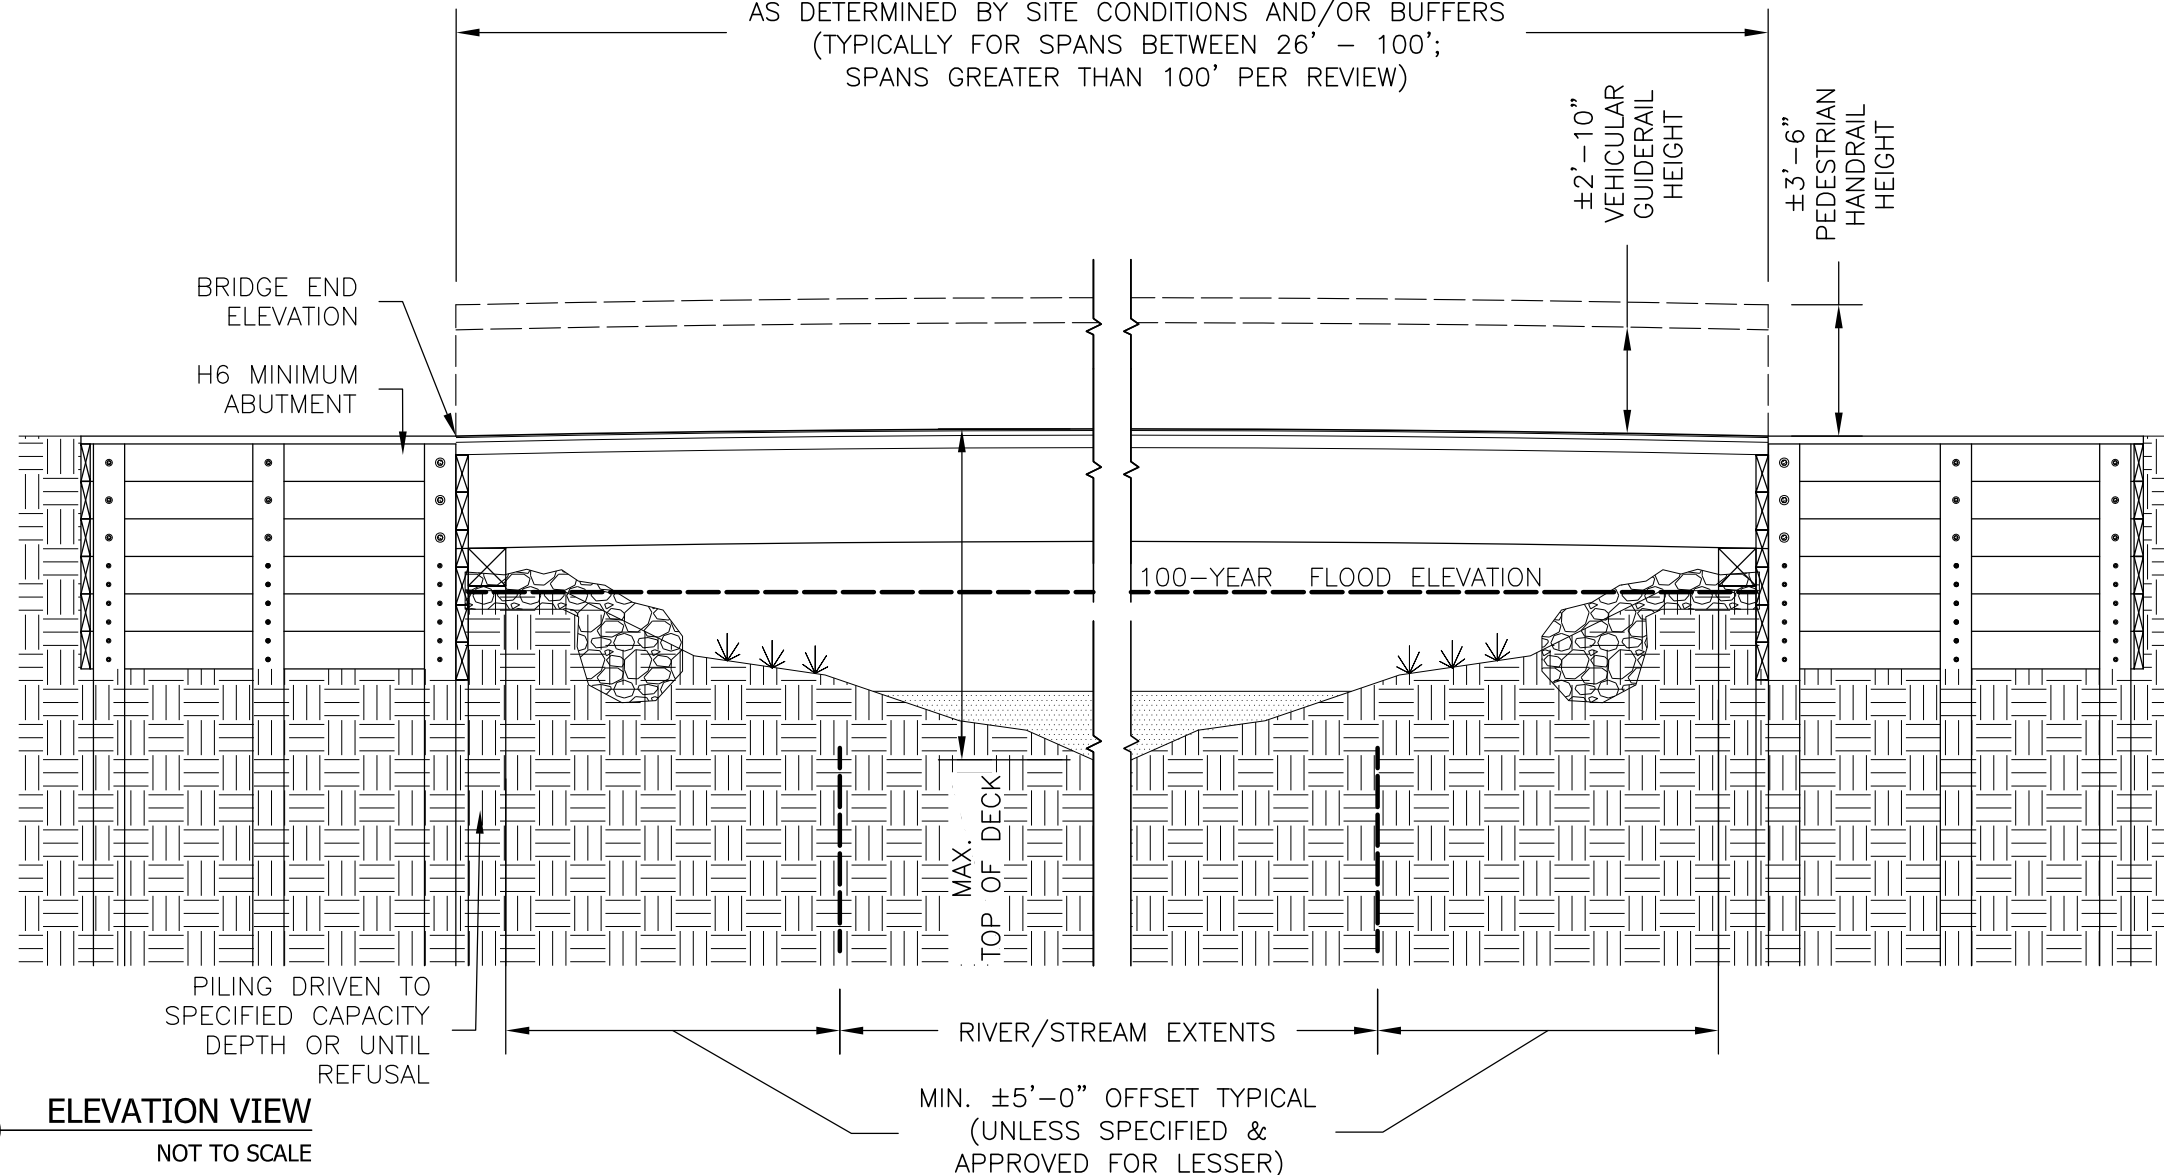 AS DETERMINED BY SITE CONDITIONS AND/OR BUFFERS
(TYPICALLY FOR SPANS BETWEEN 26' – 100';
SPANS GREATER THAN 100' PER REVIEW)
±2'–10"
VEHICULAR
GUIDERAIL
HEIGHT
±3'–6"
PEDESTRIAN
HANDRAIL
HEIGHT
BRIDGE END
ELEVATION
H6 MINIMUM
ABUTMENT
100–YEAR FLOOD ELEVATION
MAX.
TOP OF DECK
PILING DRIVEN TO
SPECIFIED CAPACITY
DEPTH OR UNTIL
REFUSAL
RIVER/STREAM EXTENTS
MIN. ±5'–0" OFFSET TYPICAL
(UNLESS SPECIFIED &
APPROVED FOR LESSER)
ELEVATION VIEW
NOT TO SCALE